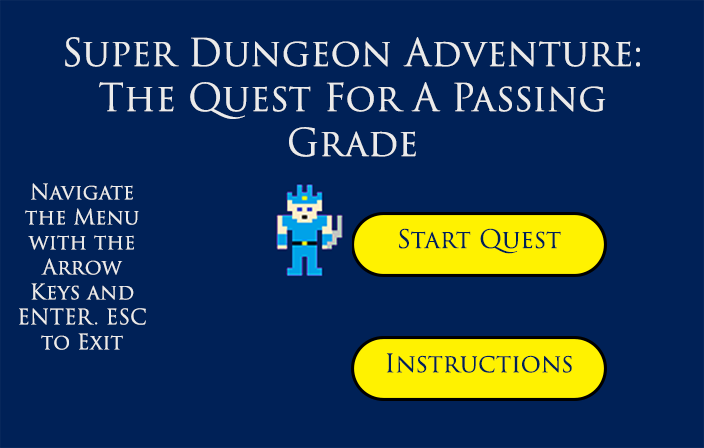 Super Dungeon Adventure:
The Quest For A Passing
Grade
Navigate
the Menu
with the
Arrow
Keys and
ENTER. ESC
to Exit
Start Quest
Instructions